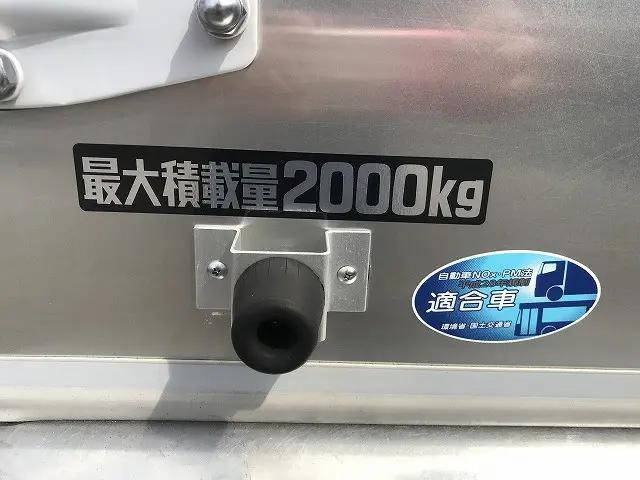 最大積載量2000kg
自動車NOx・PM法
適合車
環境省・国土交通省